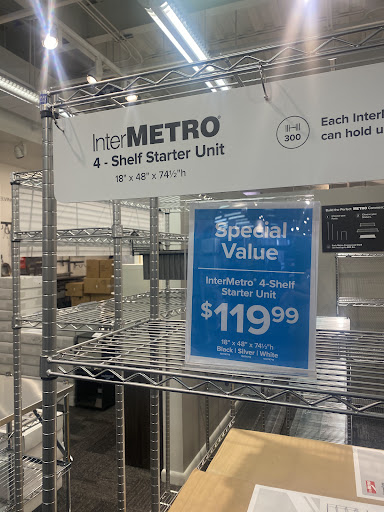 InterMETRO®
4 - Shelf Starter Unit
18" x 48" x 74½"h
300
Each Interl
can hold u
Special
Value
InterMetro® 4-Shelf
Starter Unit
$119.99
18" x 48" x 74½"h
Black | Silver | White